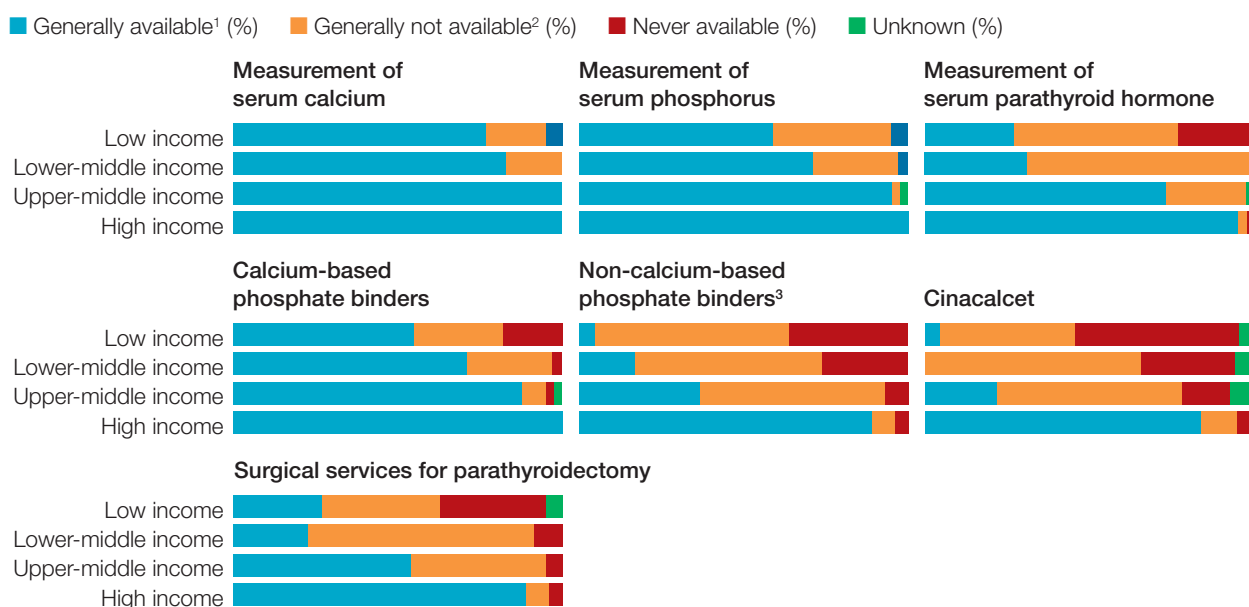 Generally available¹ (%) Generally not available² (%) Never available (%) Unknown (%)
Measurement of serum calcium
Measurement of serum phosphorus
Measurement of serum parathyroid hormone
Low income
Lower-middle income
Upper-middle income
High income
Calcium-based phosphate binders
Non-calcium-based phosphate binders³
Cinacalcet
Low income
Lower-middle income
Upper-middle income
High income
Surgical services for parathyroidectomy
Low income
Lower-middle income
Upper-middle income
High income